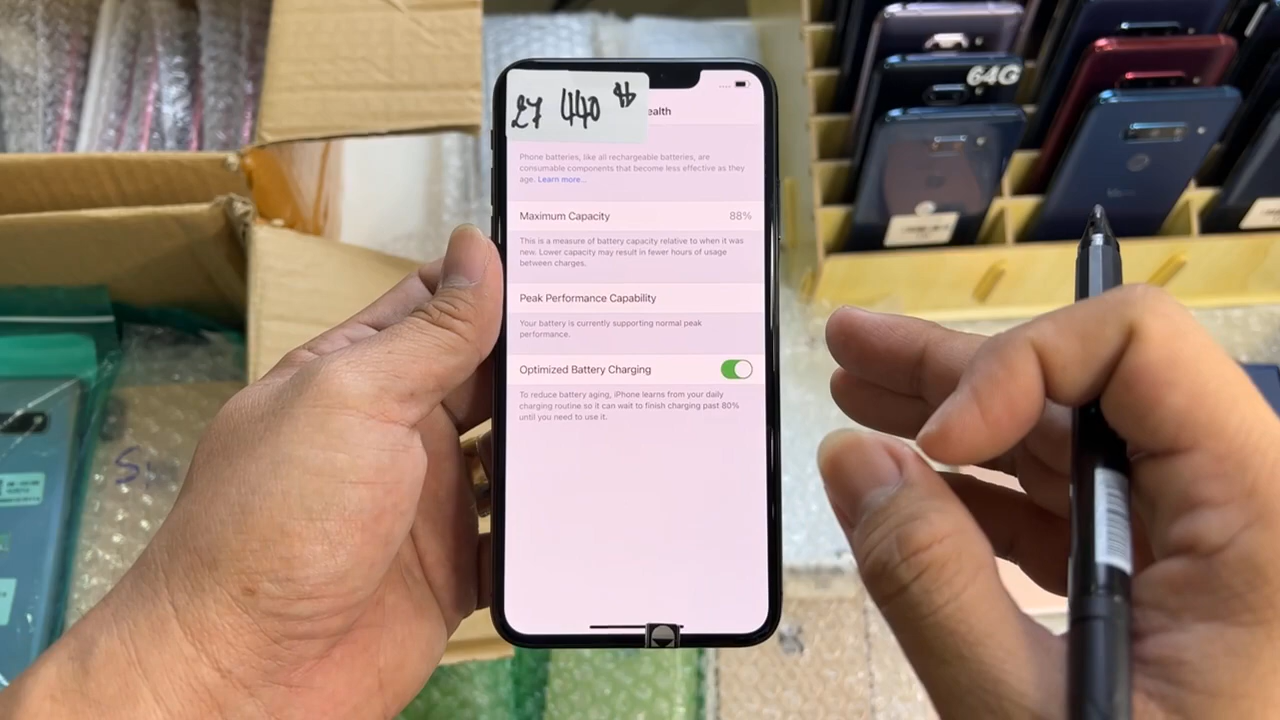 27 440 #
ealth
Phone batteries, like all rechargeable batteries, are
consumable components that become less effective as they
age. Learn more...
Maximum Capacity 88%
This is a measure of battery capacity relative to when it was
new. Lower capacity may result in fewer hours of usage
between charges.
Peak Performance Capability
Your battery is currently supporting normal peak
performance.
Optimized Battery Charging
To reduce battery aging, iPhone learns from your daily
charging routine so it can wait to finish charging past 80%
until you need to use it.
64G